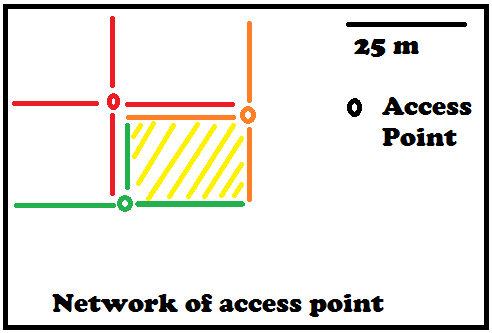 25 m
Access
Point
Network of access point